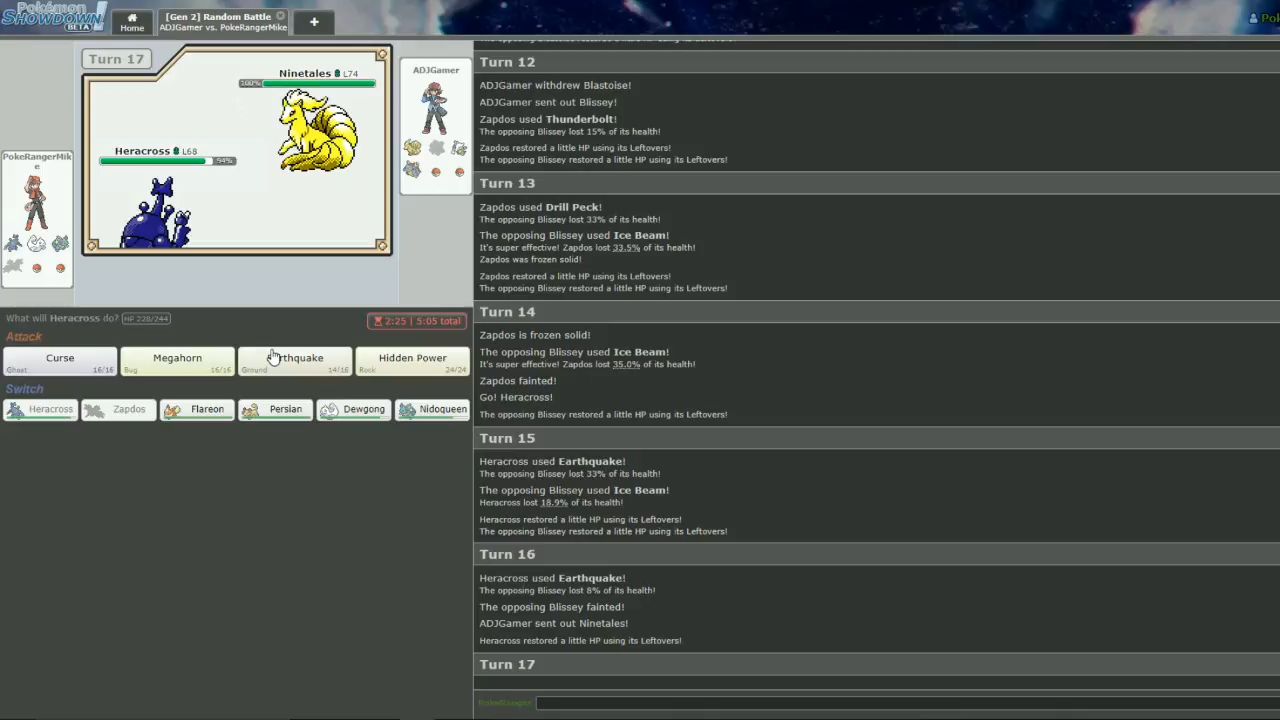 Pokémon
SHOWDOWN!
BETA
Home
[Gen 2] Random Battle
ADJGamer vs. PokeRangerMike
+
Turn 17
Ninetales L74
100%
Heracross L68
94%
PokeRangerMik
e
ADJGamer
What will Heracross do? HP 228/244
2:25 | 5:05 total
Attack
Curse
Ghost 16/16
Megahorn
Bug 16/16
Earthquake
Ground 14/16
Hidden Power
Rock 24/24
Switch
Heracross
Zapdos
Flareon
Persian
Dewgong
Nidoqueen
Turn 12
ADJGamer withdrew Blastoise!
ADJGamer sent out Blissey!
Zapdos used Thunderbolt!
The opposing Blissey lost 15% of its health!
Zapdos restored a little HP using its Leftovers!
The opposing Blissey restored a little HP using its Leftovers!
Turn 13
Zapdos used Drill Peck!
The opposing Blissey lost 33% of its health!
The opposing Blissey used Ice Beam!
It's super effective! Zapdos lost 33.5% of its health!
Zapdos was frozen solid!
Zapdos restored a little HP using its Leftovers!
The opposing Blissey restored a little HP using its Leftovers!
Turn 14
Zapdos is frozen solid!
The opposing Blissey used Ice Beam!
It's super effective! Zapdos lost 35.0% of its health!
Zapdos fainted!
Go! Heracross!
The opposing Blissey restored a little HP using its Leftovers!
Turn 15
Heracross used Earthquake!
The opposing Blissey lost 33% of its health!
The opposing Blissey used Ice Beam!
Heracross lost 18.9% of its health!
Heracross restored a little HP using its Leftovers!
The opposing Blissey restored a little HP using its Leftovers!
Turn 16
Heracross used Earthquake!
The opposing Blissey lost 8% of its health!
The opposing Blissey fainted!
ADJGamer sent out Ninetales!
Heracross restored a little HP using its Leftovers!
Turn 17